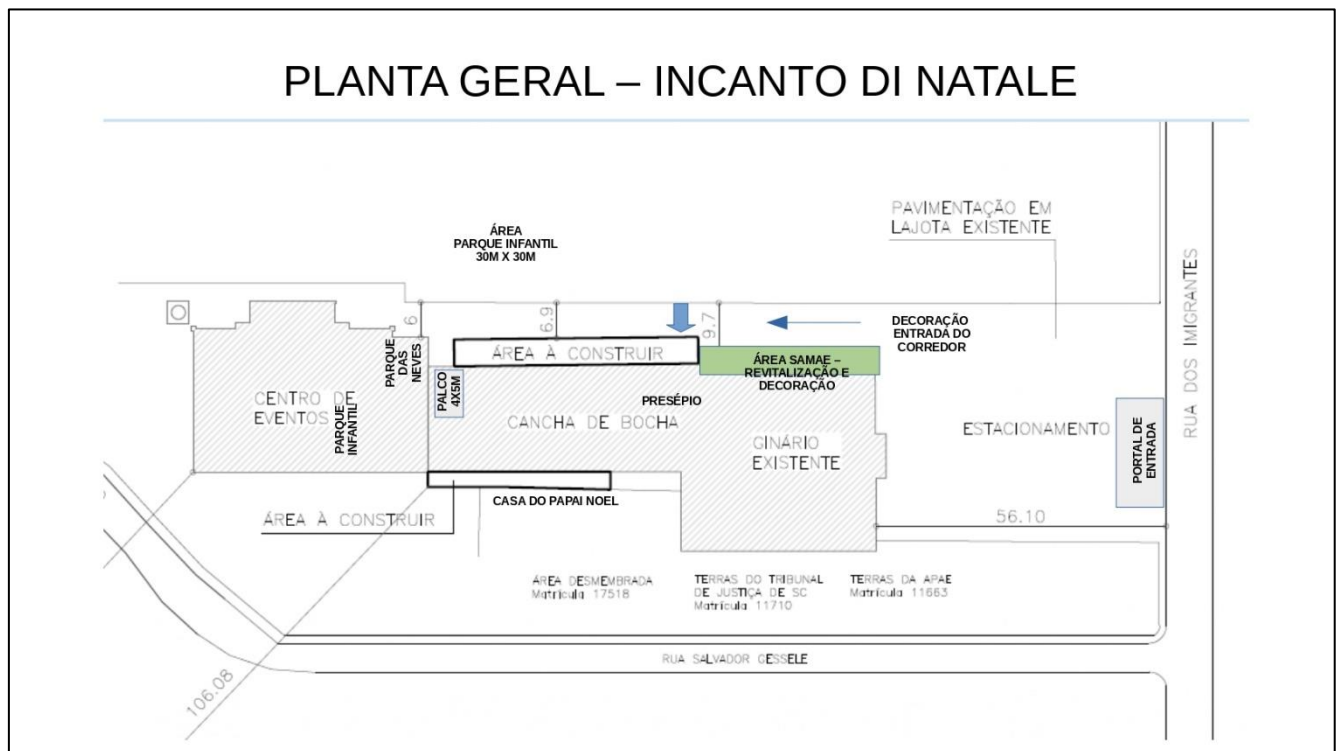 PLANTA GERAL – INCANTO DI NATALE
PAVIMENTAÇÃO EM
LAJOTA EXISTENTE
ÁREA
PARQUE INFANTIL
30M X 30M
RUA DOS IMIGRANTES
6
6.9
9.7
DECORAÇÃO
ENTRADA DO
CORREDOR
PARQUE
DAS
NEVES
ÁREA À CONSTRUIR
ÁREA SAMAE –
REVITALIZAÇÃO E
DECORAÇÃO
PALCO
4X5M
PRESÉPIO
CENTRO DE
EVENTOS
PARQUE
INFANTIL
CANCHA DE BOCHA
GINÁRIO
EXISTENTE
ESTACIONAMENTO
PORTAL DE
ENTRADA
CASA DO PAPAI NOEL
ÁREA À CONSTRUIR
56.10
ÁREA DESMEMBRADA
Matrícula 17518
TERRAS DO TRIBUNAL
DE JUSTIÇA DE SC
Matrícula 11710
TERRAS DA APAE
Matrícula 11663
RUA SALVADOR GESSELE
106.08